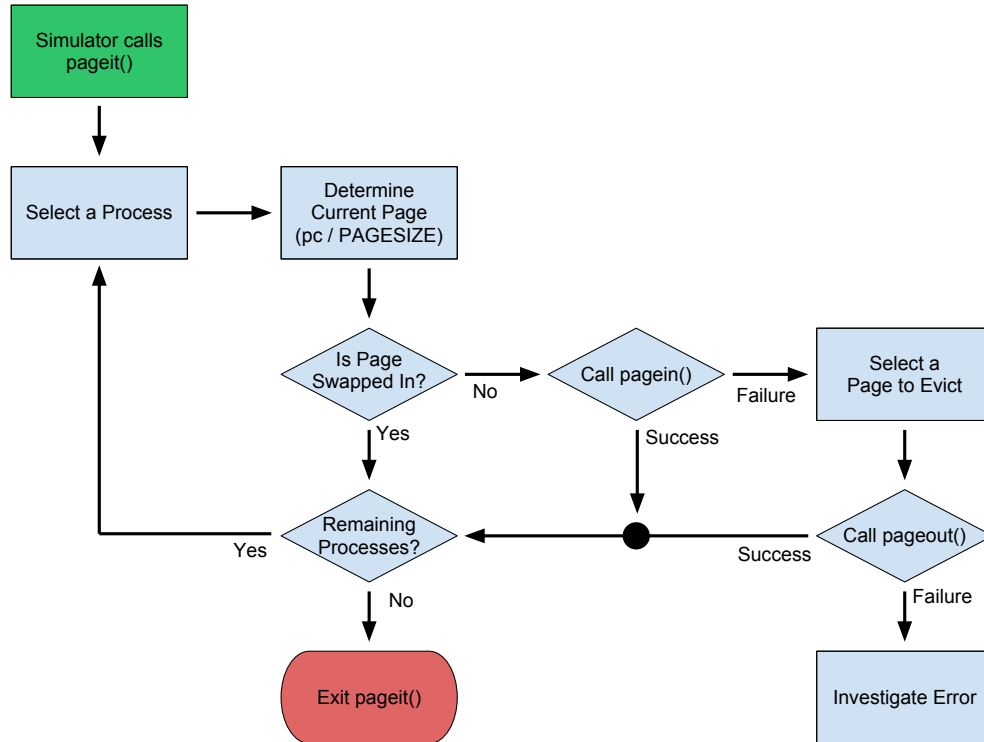 Simulator calls
pageit()
Select a Process
Determine
Current Page
(pc / PAGESIZE)
Is Page
Swapped In?
No
Call pagein()
Failure
Select a
Page to Evict
Yes
Success
Remaining
Processes?
Yes
Success
Call pageout()
No
Failure
Exit pageit()
Investigate Error